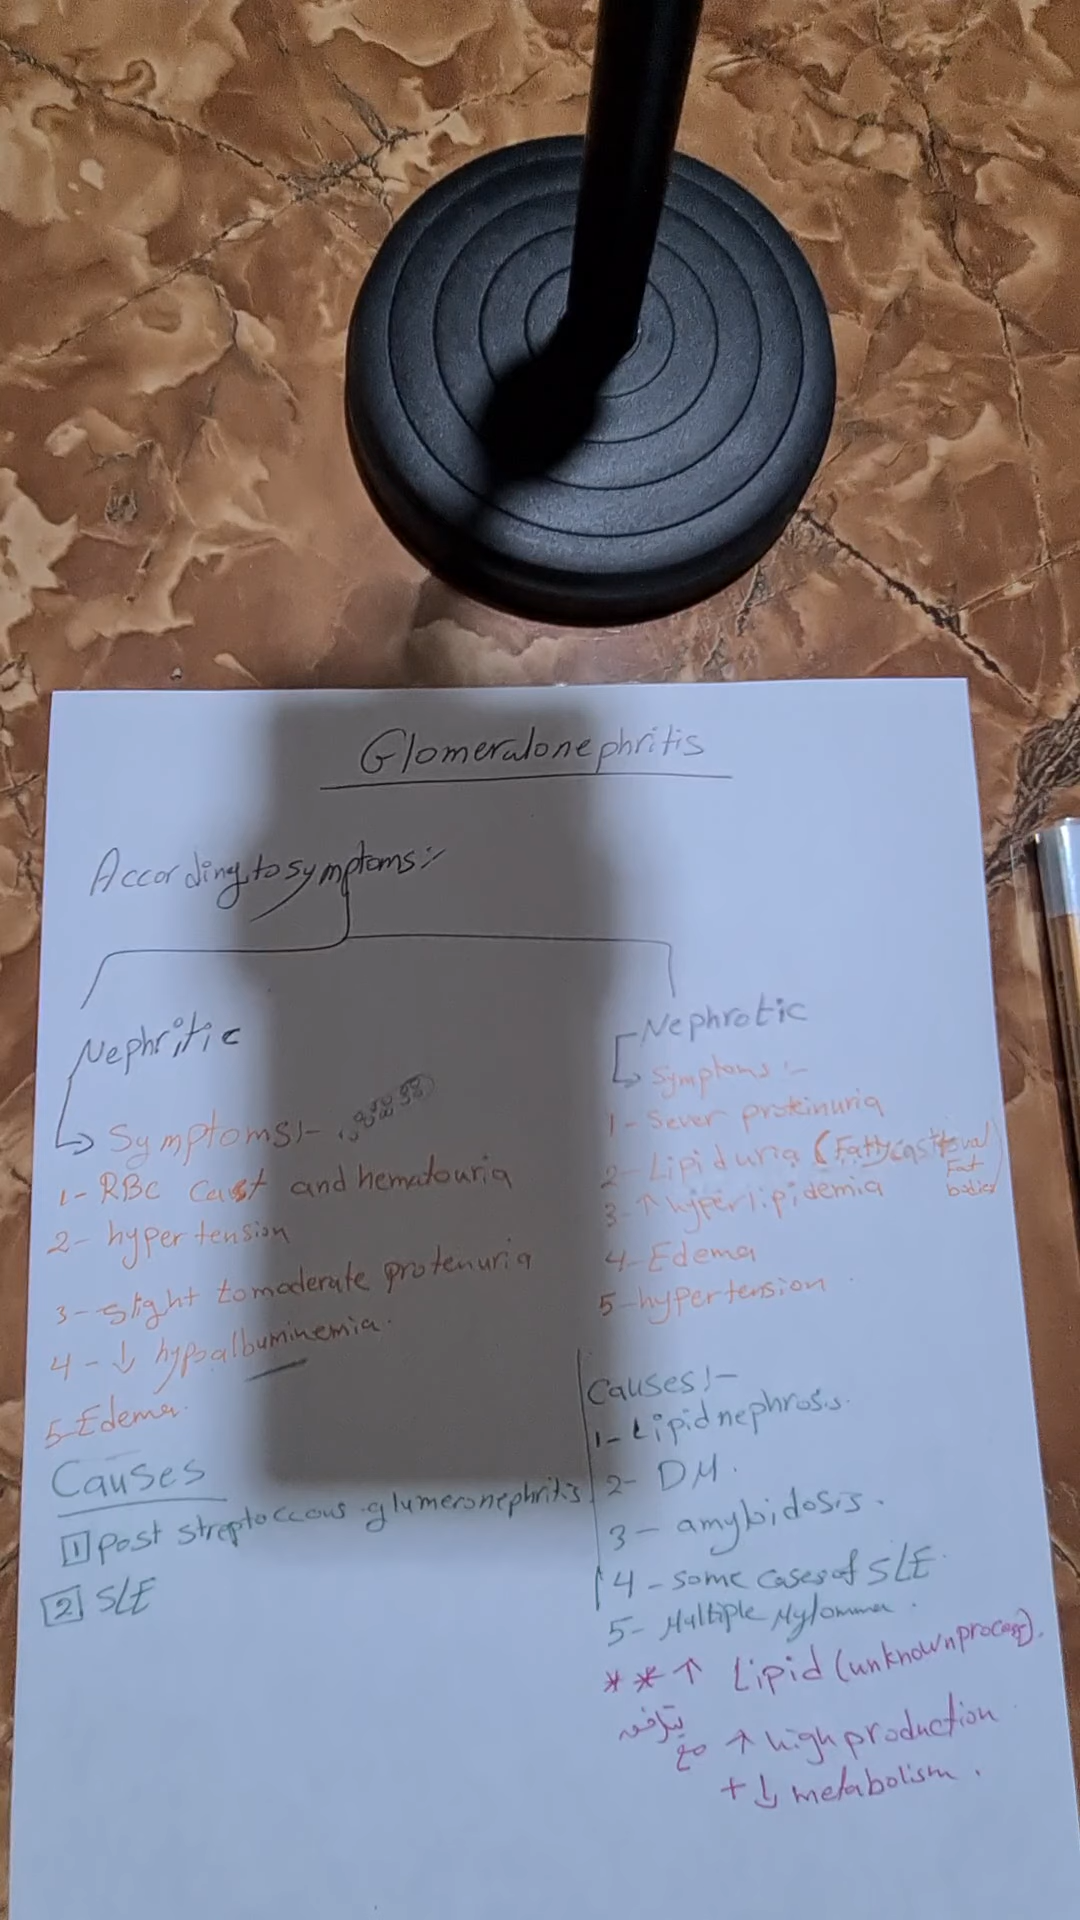 Glomerulonephritis
According to symptoms:-
Nephritic
Symptoms:-
1- RBC Cast and hematouria
2- hypertension
3- slight to moderate protenuria
4- ↓ hypoalbuminemia.
5-Edema.
Causes
1 post streptoccous glumeronephritis
2 SLE
Nephrotic
Symptoms:-
1- Sever proteinuria
2- Lipiduria (Fatty cast + oval
Fat
bodies)
3- ↑ hyperlipidemia
4- Edema
5-hypertension
Causes:-
1- Lipid nephrosis.
2- DM.
3- amyloidosis.
4- some cases of SLE.
5- Multiple Mylomma.
** ↑ Lipid (unknown process).
يترافق
مع ↑ high production
+ ↓ metabolism.